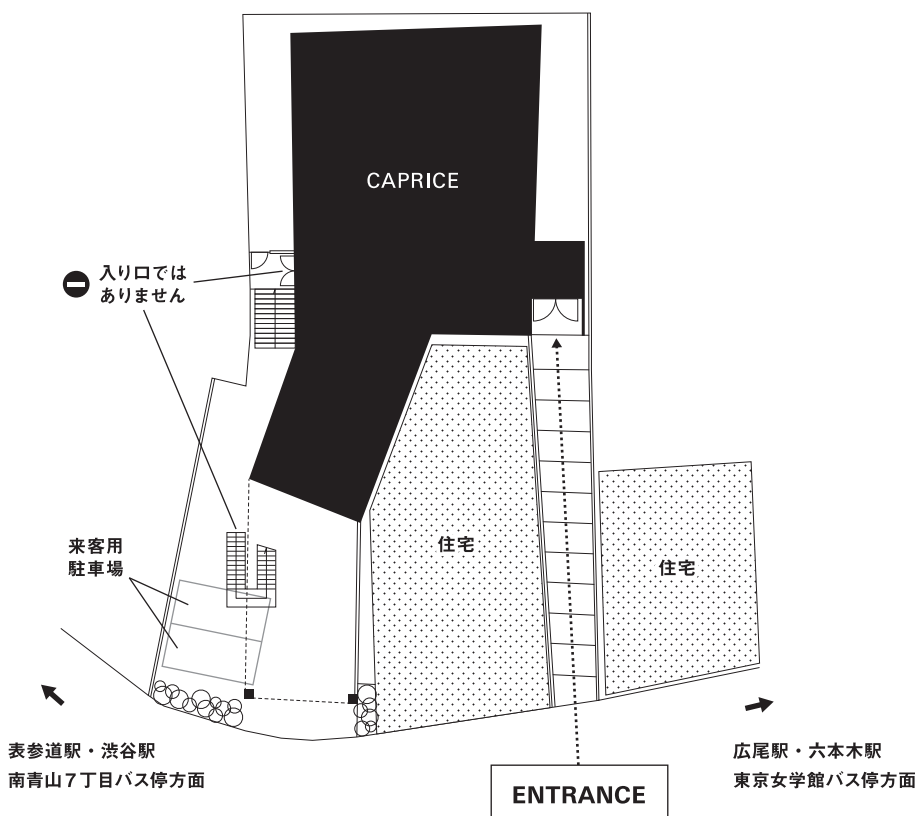 CAPRICE
入り口では
ありません
来客用
駐車場
住宅
住宅
表参道駅・渋谷駅
南青山7丁目バス停方面
広尾駅・六本木駅
東京女学館バス停方面
ENTRANCE